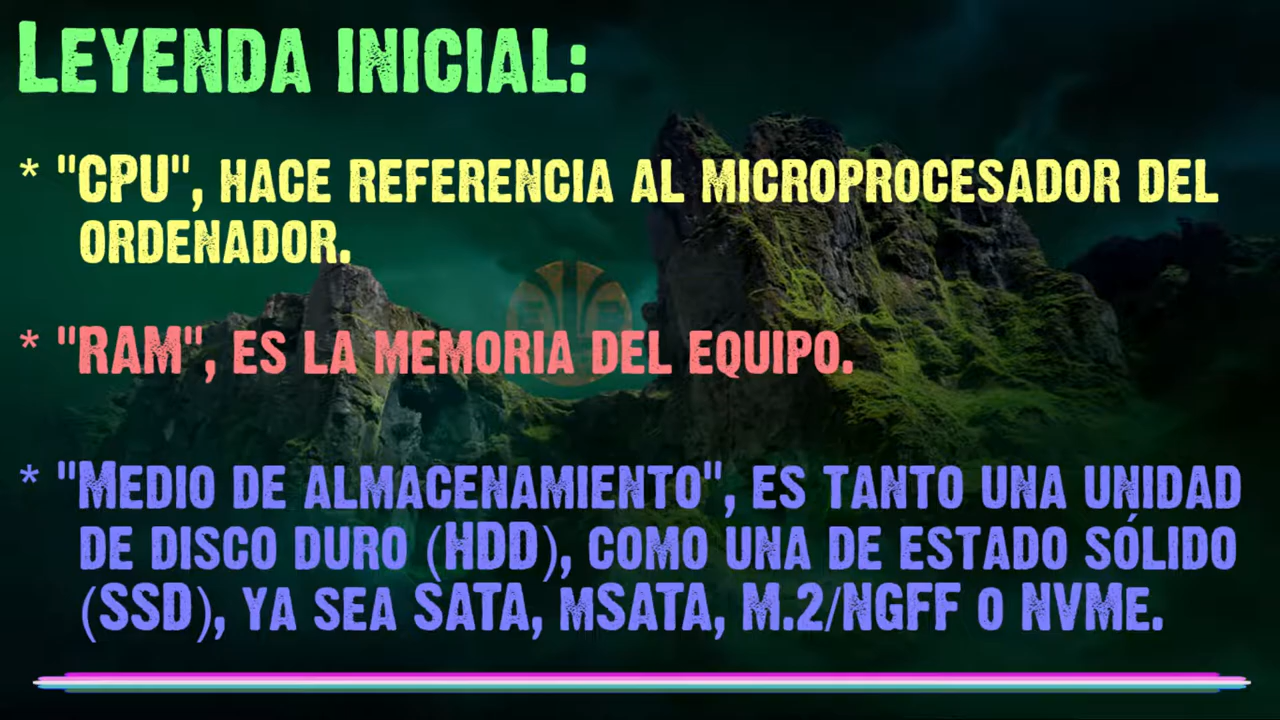 Leyenda inicial:
* "CPU", hace referencia al microprocesador del
ordenador.
* "RAM", es la memoria del equipo.
* "Medio de almacenamiento", es tanto una unidad
de disco duro (HDD), como una de estado sólido
(SSD), ya sea SATA, mSATA, M.2/NGFF o NVMe.